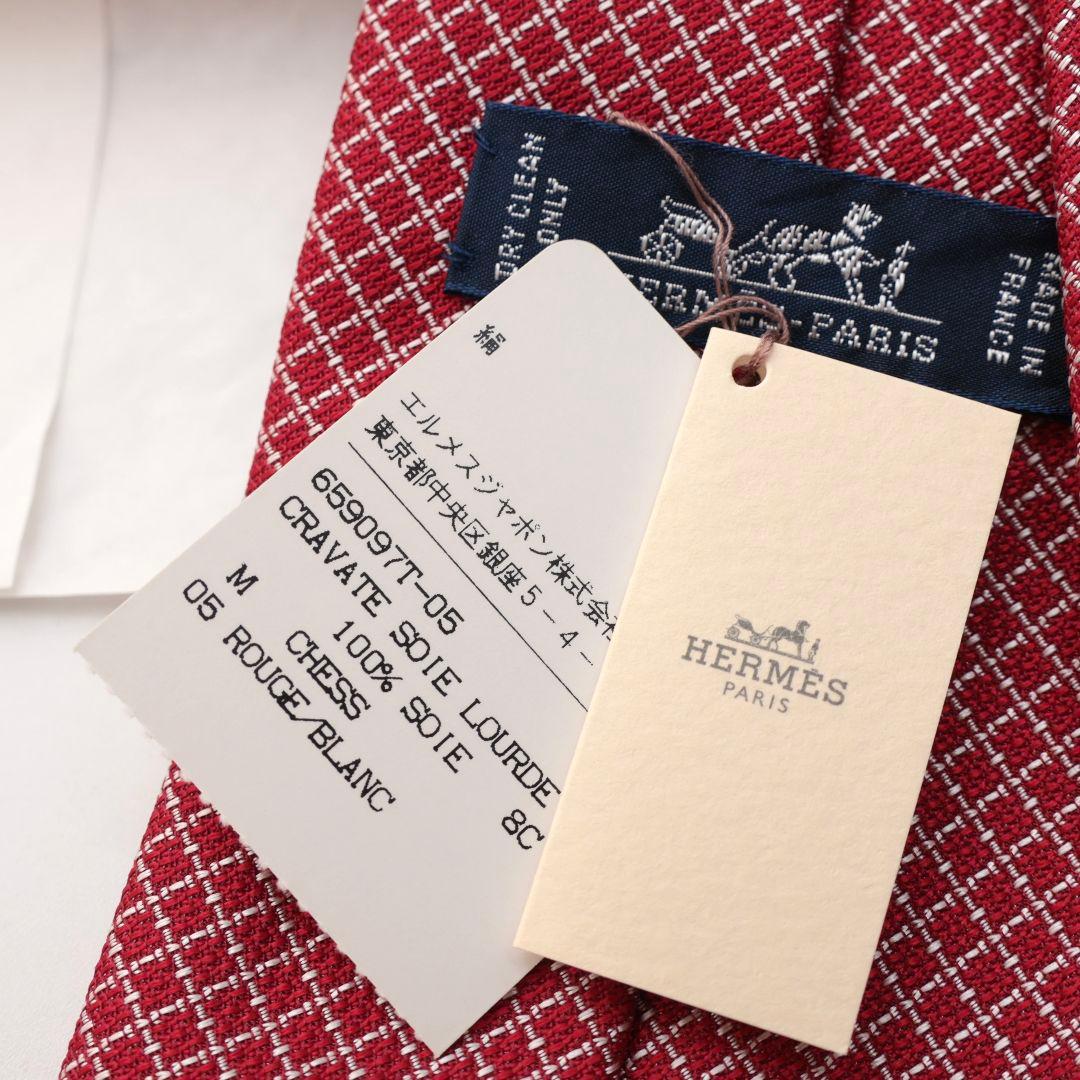 DRY CLEAN
ONLY
HERMÈS-PARIS
MADE IN
FRANCE
絹
エルメスジャポン株式会社
東京都中央区銀座5-4-
659097T-05
CRAVATE SOIE LOURDE
100% SOIE
8C
M
CHESS
05 ROUGE/BLANC
HERMÈS
PARIS